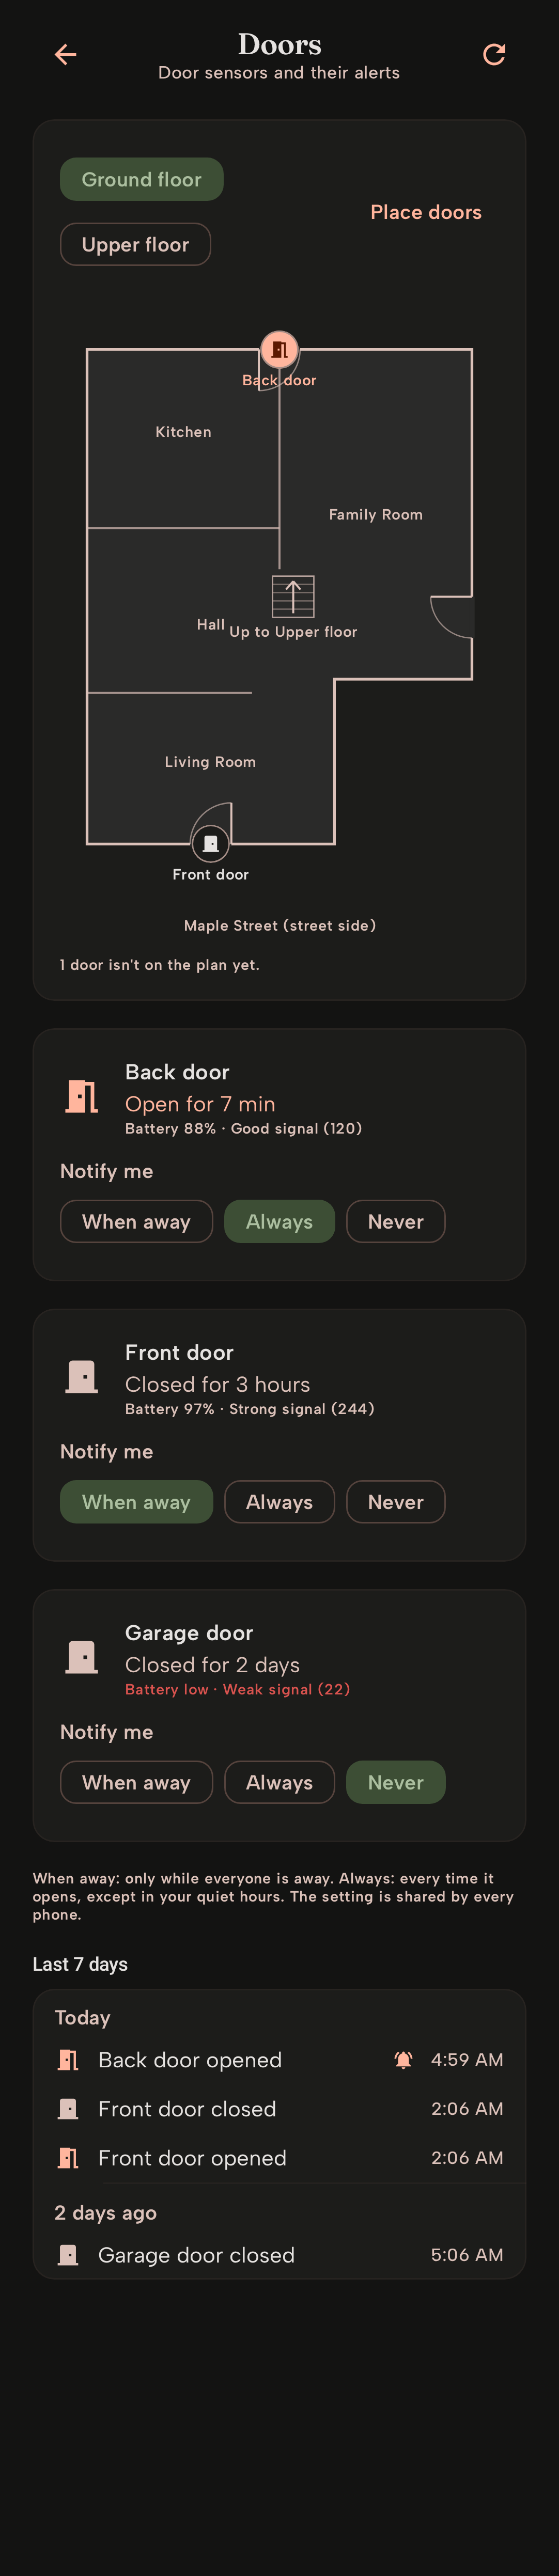 Doors
Door sensors and their alerts
Ground floor
Place doors
Upper floor
Back door
Kitchen
Family Room
Hall
Up to Upper floor
Living Room
Front door
Maple Street (street side)
1 door isn't on the plan yet.
Back door
Open for 7 min
Battery 88% · Good signal (120)
Notify me
When away
Always
Never
Front door
Closed for 3 hours
Battery 97% · Strong signal (244)
Notify me
When away
Always
Never
Garage door
Closed for 2 days
Battery low · Weak signal (22)
Notify me
When away
Always
Never
When away: only while everyone is away. Always: every time it
opens, except in your quiet hours. The setting is shared by every
phone.
Last 7 days
Today
Back door opened 4:59 AM
Front door closed 2:06 AM
Front door opened 2:06 AM
2 days ago
Garage door closed 5:06 AM